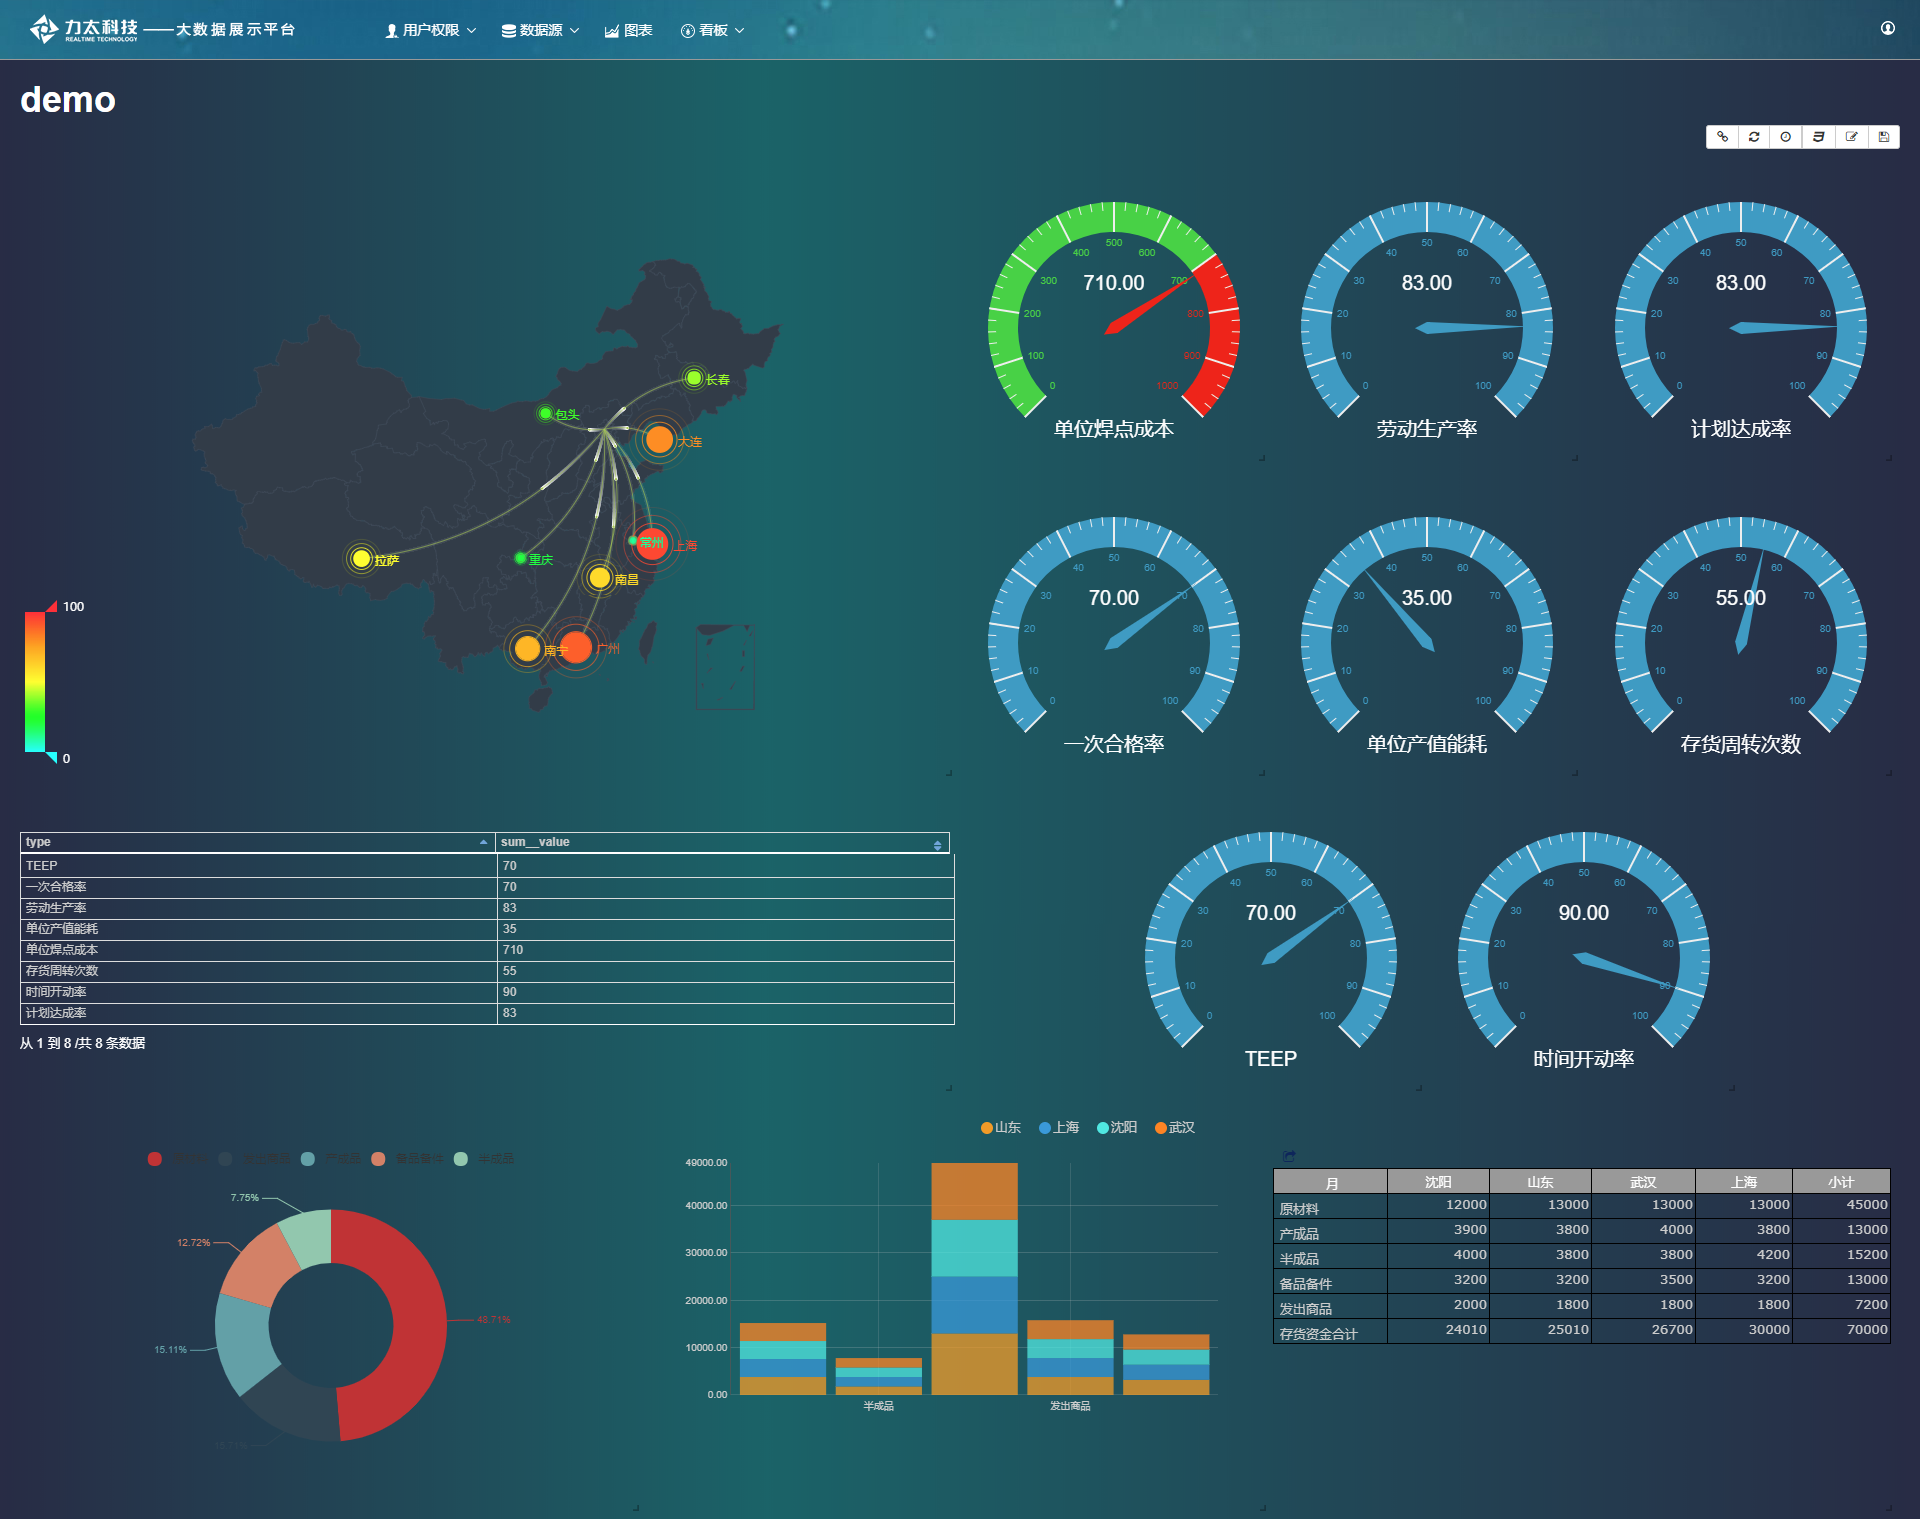 力太科技 ——大数据展示平台
REALTIME TECHNOLOGY
用户权限 数据源 图表 看板
demo
长春
包头
大连
常州
上海
拉萨
重庆
南昌
南宁
广州
100
0
0 100 200 300 400 500 600 700 800 900 1000
710.00
单位焊点成本
0 10 20 30 40 50 60 70 80 90 100
83.00
劳动生产率
0 10 20 30 40 50 60 70 80 90 100
83.00
计划达成率
0 10 20 30 40 50 60 70 80 90 100
70.00
一次合格率
0 10 20 30 40 50 60 70 80 90 100
35.00
单位产值能耗
0 10 20 30 40 50 60 70 80 90 100
55.00
存货周转次数
type sum__value
TEEP 70
一次合格率 70
劳动生产率 83
单位产值能耗 35
单位焊点成本 710
存货周转次数 55
时间开动率 90
计划达成率 83
从 1 到 8 /共 8 条数据
0 10 20 30 40 50 60 70 80 90 100
70.00
TEEP
0 10 20 30 40 50 60 70 80 90 100
90.00
时间开动率
产成品 备品备件 半成品
7.75%
12.72%
15.11%
48.71%
山东 上海 沈阳 武汉
49000.00
40000.00
30000.00
20000.00
10000.00
0.00
半成品 发出商品
月 沈阳 山东 武汉 上海 小计
原材料 12000 13000 13000 13000 45000
产成品 3900 3800 4000 3800 13000
半成品 4000 3800 3800 4200 15200
备品备件 3200 3200 3500 3200 13000
发出商品 2000 1800 1800 1800 7200
存货资金合计 24010 25010 26700 30000 70000